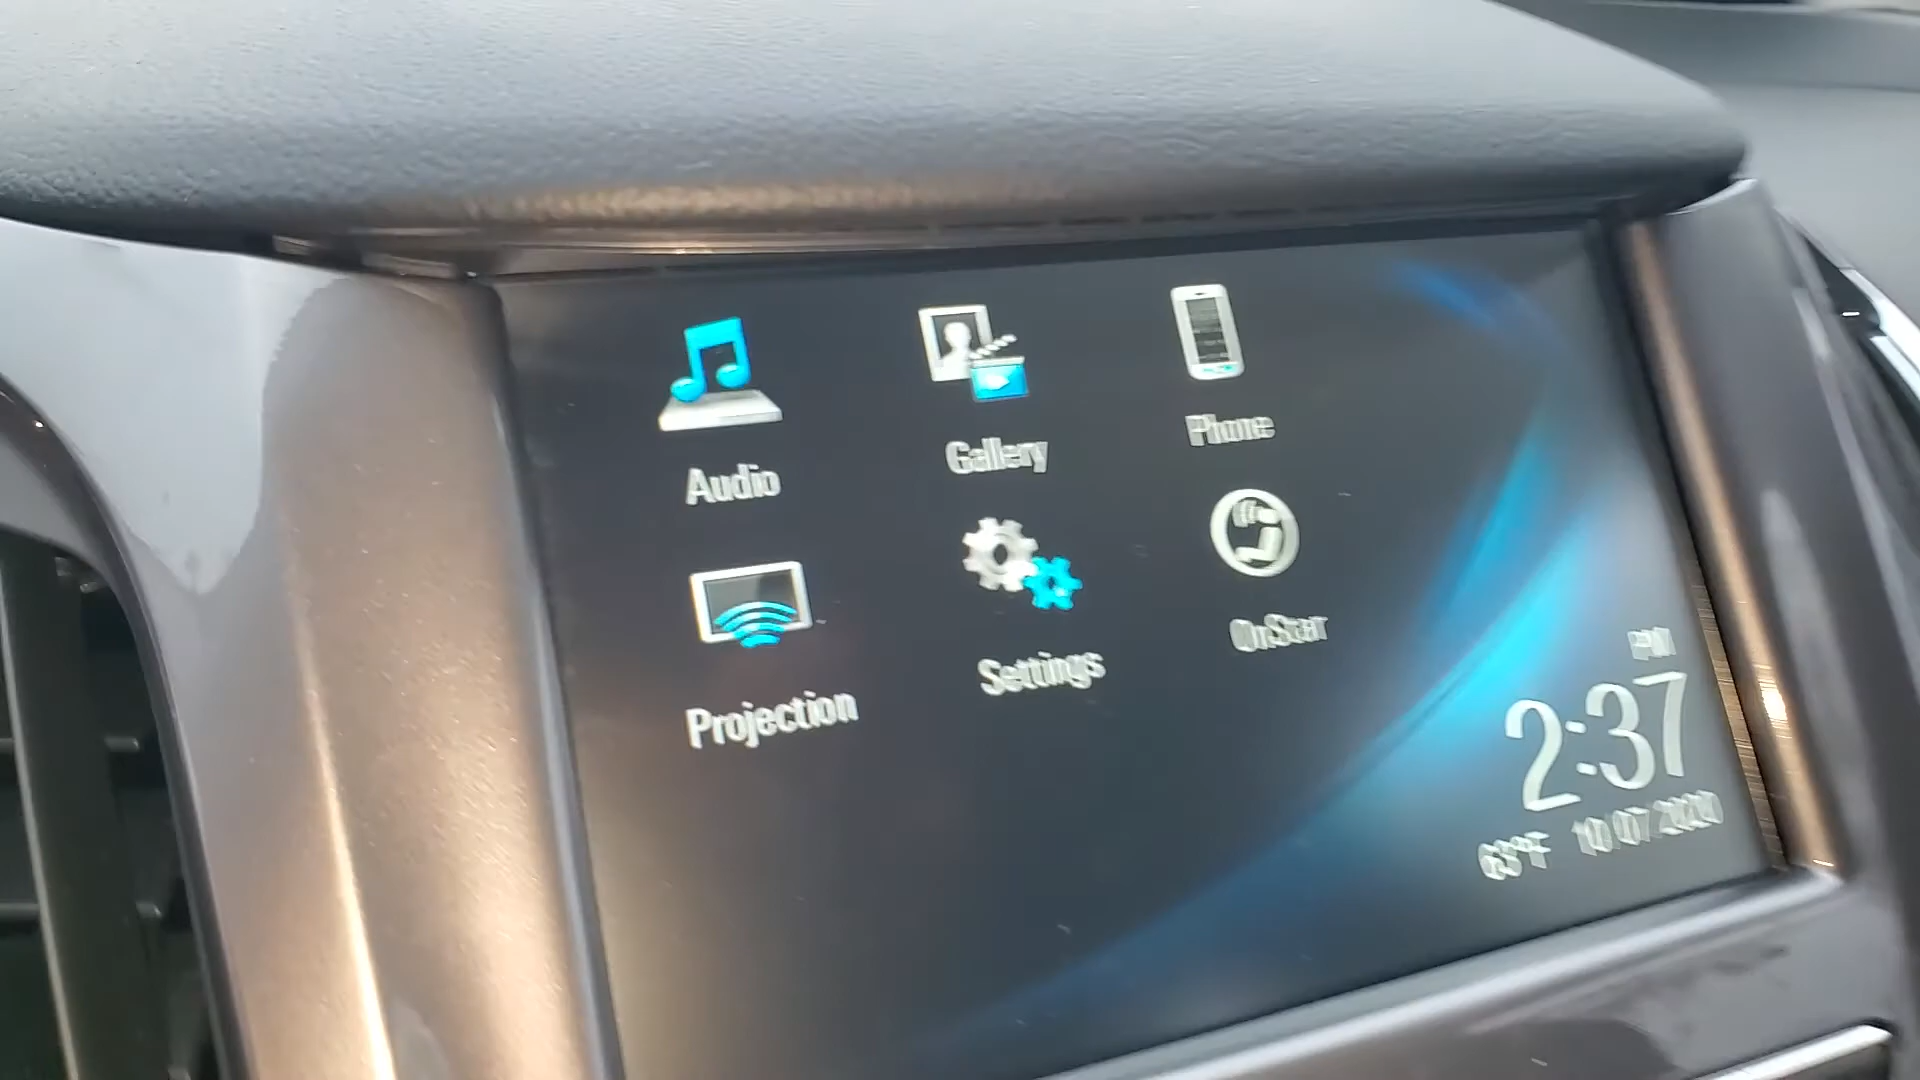 Audio
Gallery
Phone
Projection
Settings
OnStar
PM
2:37
63°F 10/07/2020